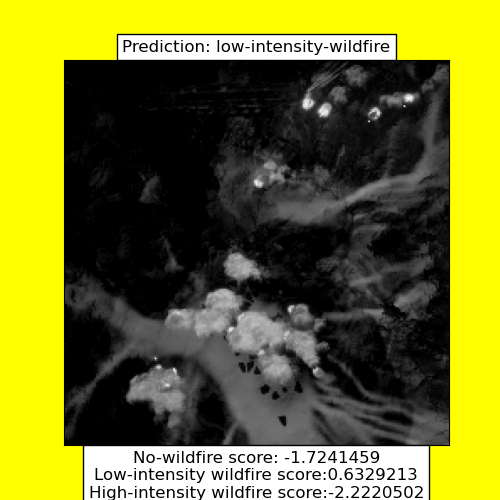 Prediction: low-intensity-wildfire
No-wildfire score: -1.7241459
Low-intensity wildfire score:0.6329213
High-intensity wildfire score:-2.2220502